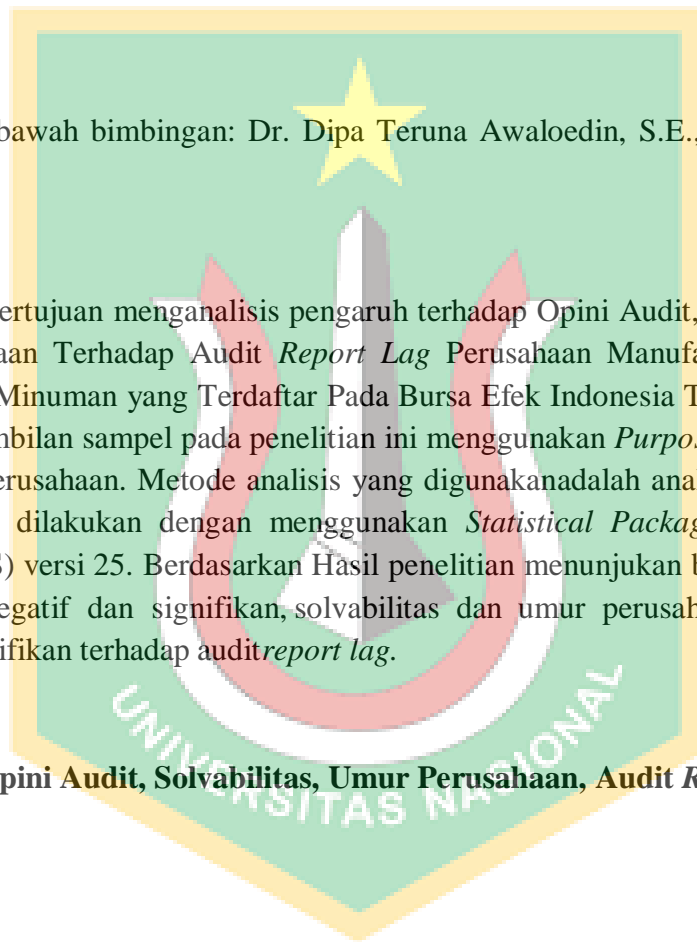 bawah bimbingan: Dr. Dipa Teruna Awaloedin, S.E.,
ertujuan menganalisis pengaruh terhadap Opini Audit,
aan Terhadap Audit Report Lag Perusahaan Manufa
Minuman yang Terdaftar Pada Bursa Efek Indonesia T
mbilan sampel pada penelitian ini menggunakan Purpos
erusahaan. Metode analisis yang digunakanadalah ana
dilakukan dengan menggunakan Statistical Packag
S) versi 25. Berdasarkan Hasil penelitian menunjukan b
egatif dan signifikan, solvabilitas dan umur perusah
ifikan terhadap auditreport lag.
pini Audit, Solvabilitas, Umur Perusahaan, Audit R
UNIVERSITAS NASIONAL